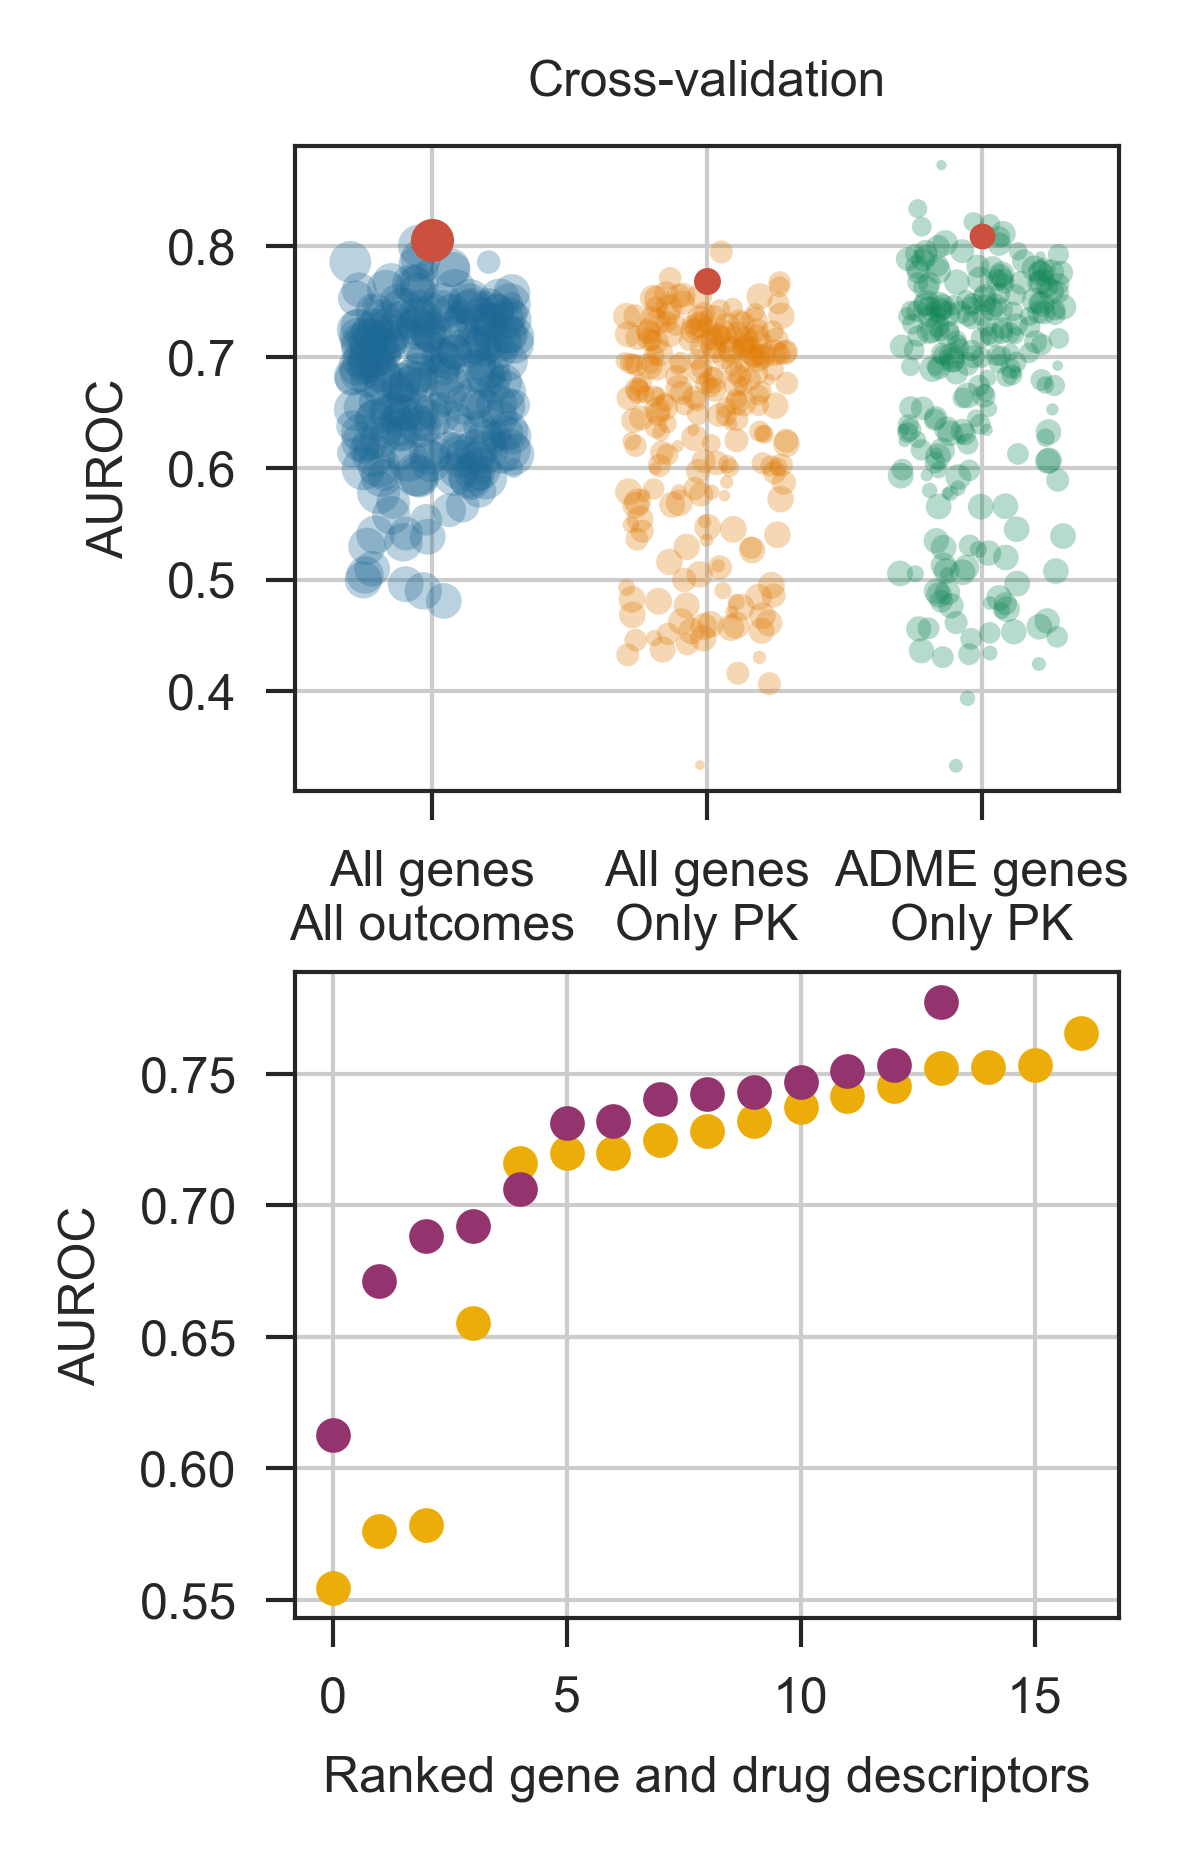 Cross-validation
AUROC
0.8
0.7
0.6
0.5
0.4
All genes
All outcomes
All genes
Only PK
ADME genes
Only PK
AUROC
0.75
0.70
0.65
0.60
0.55
0 5 10 15
Ranked gene and drug descriptors